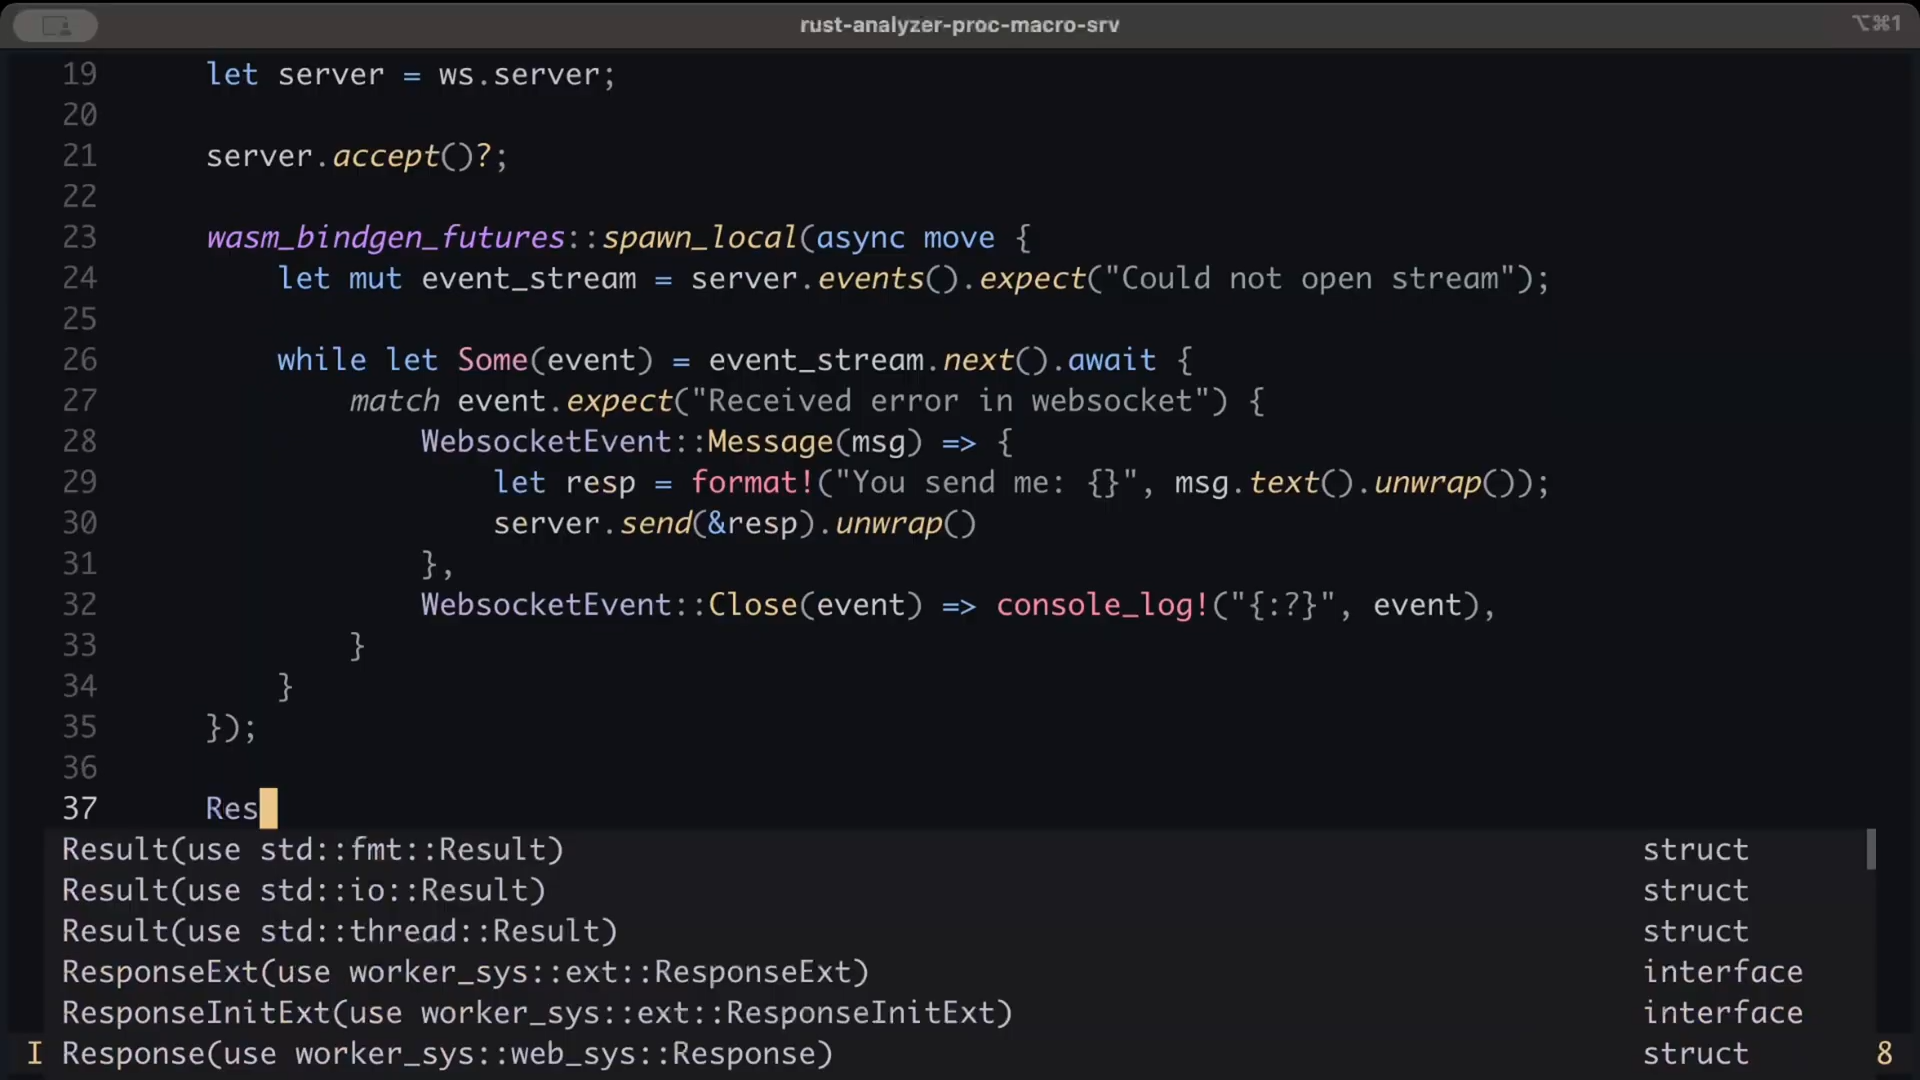 rust-analyzer-proc-macro-srv
⌥⌘1
19 let server = ws.server;
20
21 server.accept()?;
22
23 wasm_bindgen_futures::spawn_local(async move {
24 let mut event_stream = server.events().expect("Could not open stream");
25
26 while let Some(event) = event_stream.next().await {
27 match event.expect("Received error in websocket") {
28 WebsocketEvent::Message(msg) => {
29 let resp = format!("You send me: {}", msg.text().unwrap());
30 server.send(&resp).unwrap()
31 },
32 WebsocketEvent::Close(event) => console_log!("{:?}", event),
33 }
34 }
35 });
36
37 Res
Result(use std::fmt::Result) struct
Result(use std::io::Result) struct
Result(use std::thread::Result) struct
ResponseExt(use worker_sys::ext::ResponseExt) interface
ResponseInitExt(use worker_sys::ext::ResponseInitExt) interface
I Response(use worker_sys::web_sys::Response) struct 8